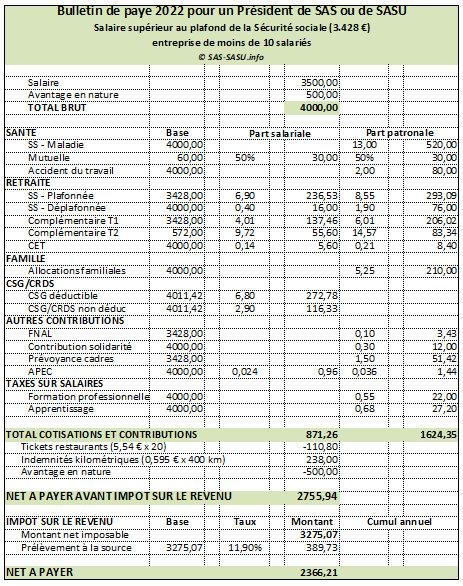 Bulletin de paye 2022 pour un Président de SAS ou de SASU
Salaire supérieur au plafond de la Sécurité sociale (3.428 €)
entreprise de moins de 10 salariés
© SAS-SASU.info
Salaire 3500,00
Avantage en nature 500,00
TOTAL BRUT 4000,00
SANTE Base Part salariale Part patronale
SS - Maladie 4000,00 13,00 520,00
Mutuelle 60,00 50% 30,00 50% 30,00
Accident du travail 4000,00 2,00 80,00
RETRAITE
SS - Plafonnée 3428,00 6,90 236,53 8,55 293,09
SS - Déplafonnée 4000,00 0,40 16,00 1,90 76,00
Complémentaire T1 3428,00 4,01 137,46 6,01 206,02
Complémentaire T2 572,00 9,72 55,60 14,57 83,34
CET 4000,00 0,14 5,60 0,21 8,40
FAMILLE
Allocations familiales 4000,00 5,25 210,00
CSG/CRDS
CSG déductible 4011,42 6,80 272,78
CSG/CRDS non déduc 4011,42 2,90 116,33
AUTRES CONTRIBUTIONS
FNAL 3428,00 0,10 3,43
Contribution solidarité 4000,00 0,30 12,00
Prévoyance cadres 3428,00 1,50 51,42
APEC 4000,00 0,024 0,96 0,036 1,44
TAXES SUR SALAIRES
Formation professionnelle 4000,00 0,55 22,00
Apprentissage 4000,00 0,68 27,20
TOTAL COTISATIONS ET CONTRIBUTIONS 871,26 1624,35
Tickets restaurants (5,54 € x 20) -110,80
Indemnités kilométriques (0,595 € x 400 km) 238,00
Avantage en nature -500,00
NET A PAYER AVANT IMPOT SUR LE REVENU 2755,94
IMPOT SUR LE REVENU Base Taux Montant Cumul annuel
Montant net imposable 3275,07
Prélèvement à la source 3275,07 11,90% 389,73
NET A PAYER 2366,21